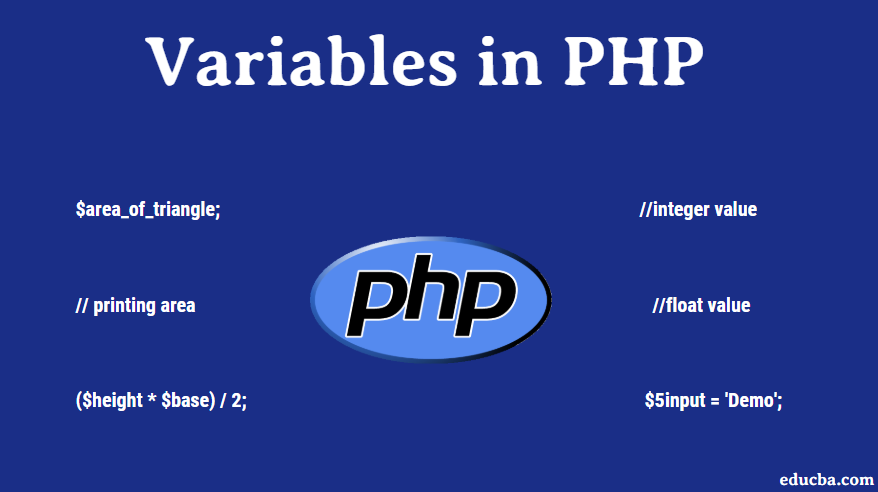 Variables in PHP
$area_of_triangle;
//integer value
php
// printing area
//float value
($height * $base) / 2;
$5input = 'Demo';
educba.com